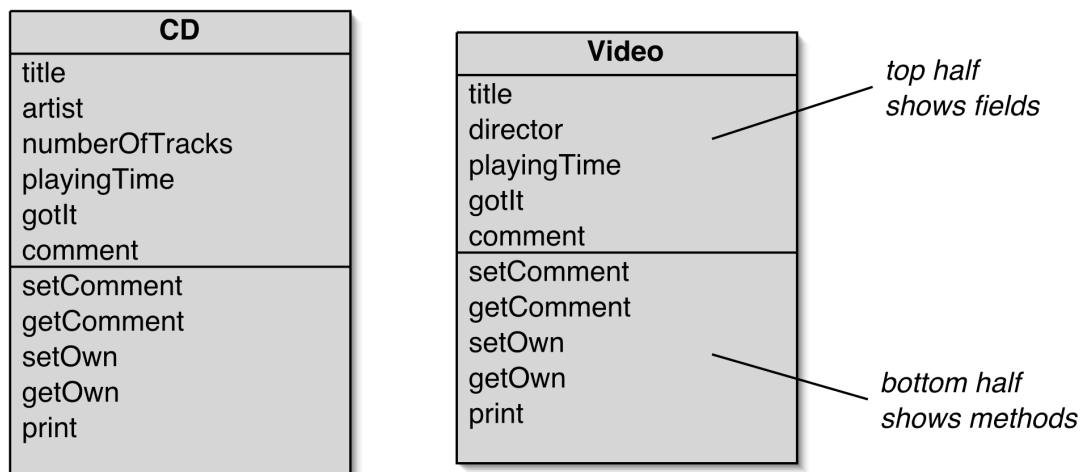 CD
title
artist
numberOfTracks
playingTime
gotIt
comment
setComment
getComment
setOwn
getOwn
print
Video
title
director
playingTime
gotIt
comment
setComment
getComment
setOwn
getOwn
print
top half
shows fields
bottom half
shows methods